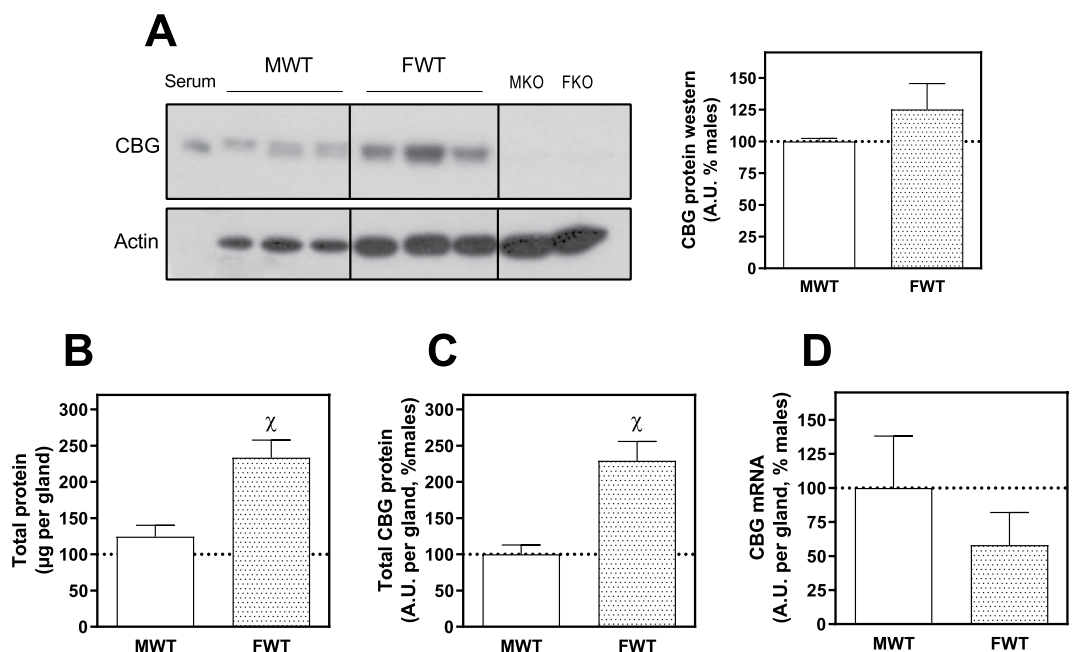 A
Serum
MWT
FWT
MKO
FKO
CBG
Actin
CBG protein western
(A.U. % males)
150
125
100
75
50
25
0
MWT
FWT
B
Total protein
(µg per gland)
300
250
200
150
100
50
0
χ
MWT
FWT
C
Total CBG protein
(A.U. per gland, %males)
300
250
200
150
100
50
0
χ
MWT
FWT
D
CBG mRNA
(A.U. per gland, % males)
150
125
100
75
50
25
0
MWT
FWT